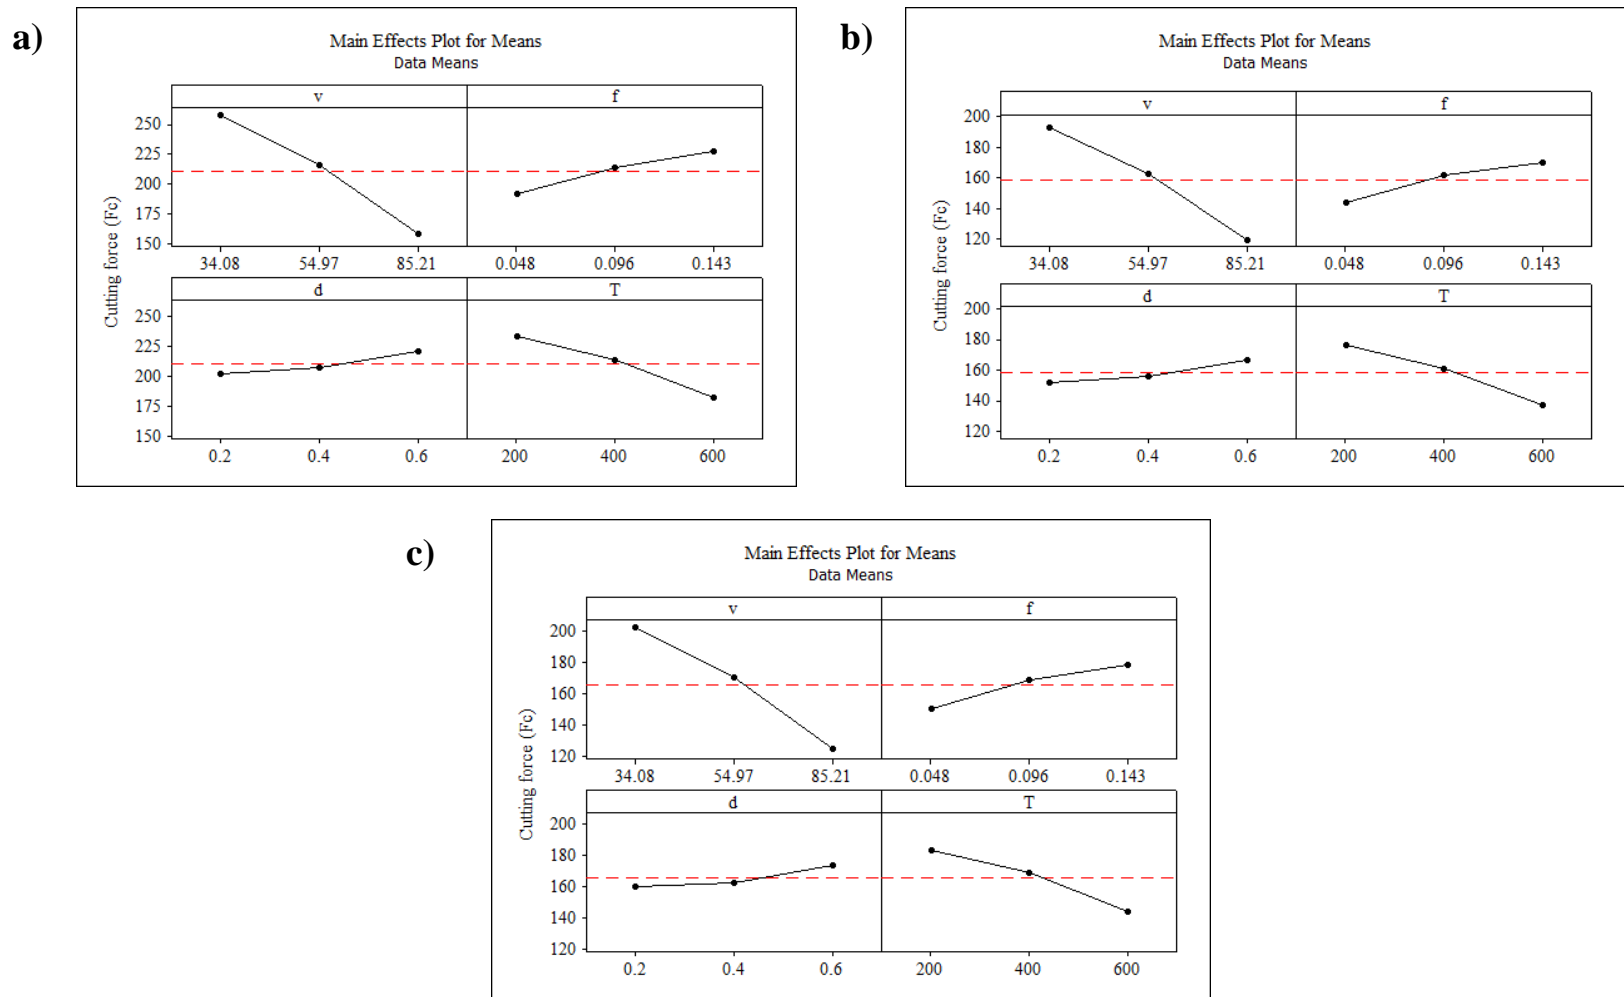 a)
Main Effects Plot for Means
Data Means
v f
Cutting force (Fc)
250
225
200
175
150
34.08 54.97 85.21 0.048 0.096 0.143
d T
250
225
200
175
150
0.2 0.4 0.6 200 400 600
b)
Main Effects Plot for Means
Data Means
v f
Cutting force (Fc)
200
180
160
140
120
34.08 54.97 85.21 0.048 0.096 0.143
d T
200
180
160
140
120
0.2 0.4 0.6 200 400 600
c)
Main Effects Plot for Means
Data Means
v f
Cutting force (Fc)
200
180
160
140
120
34.08 54.97 85.21 0.048 0.096 0.143
d T
200
180
160
140
120
0.2 0.4 0.6 200 400 600